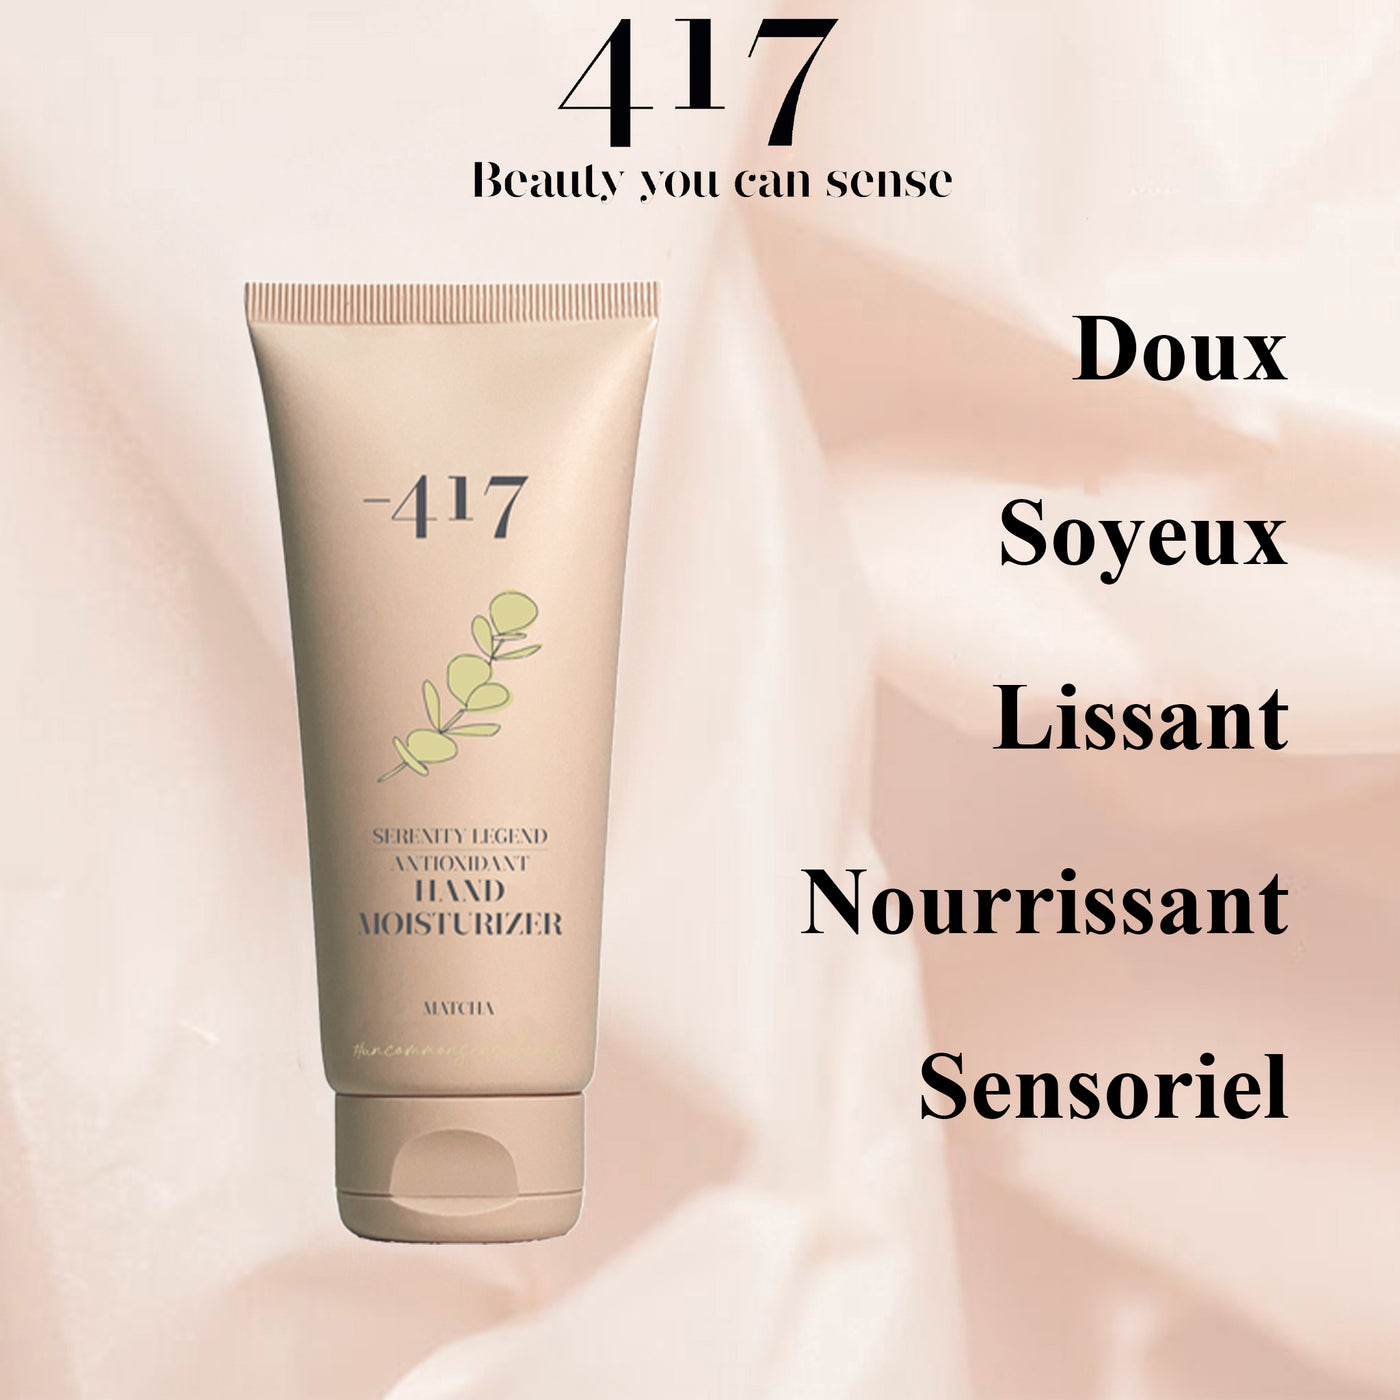 417
Beauty you can sense
-417
SERENITY LEGEND
ANTIOXIDANT
HAND
MOISTURIZER
MATCHA
Doux
Soyeux
Lissant
Nourrissant
Sensoriel